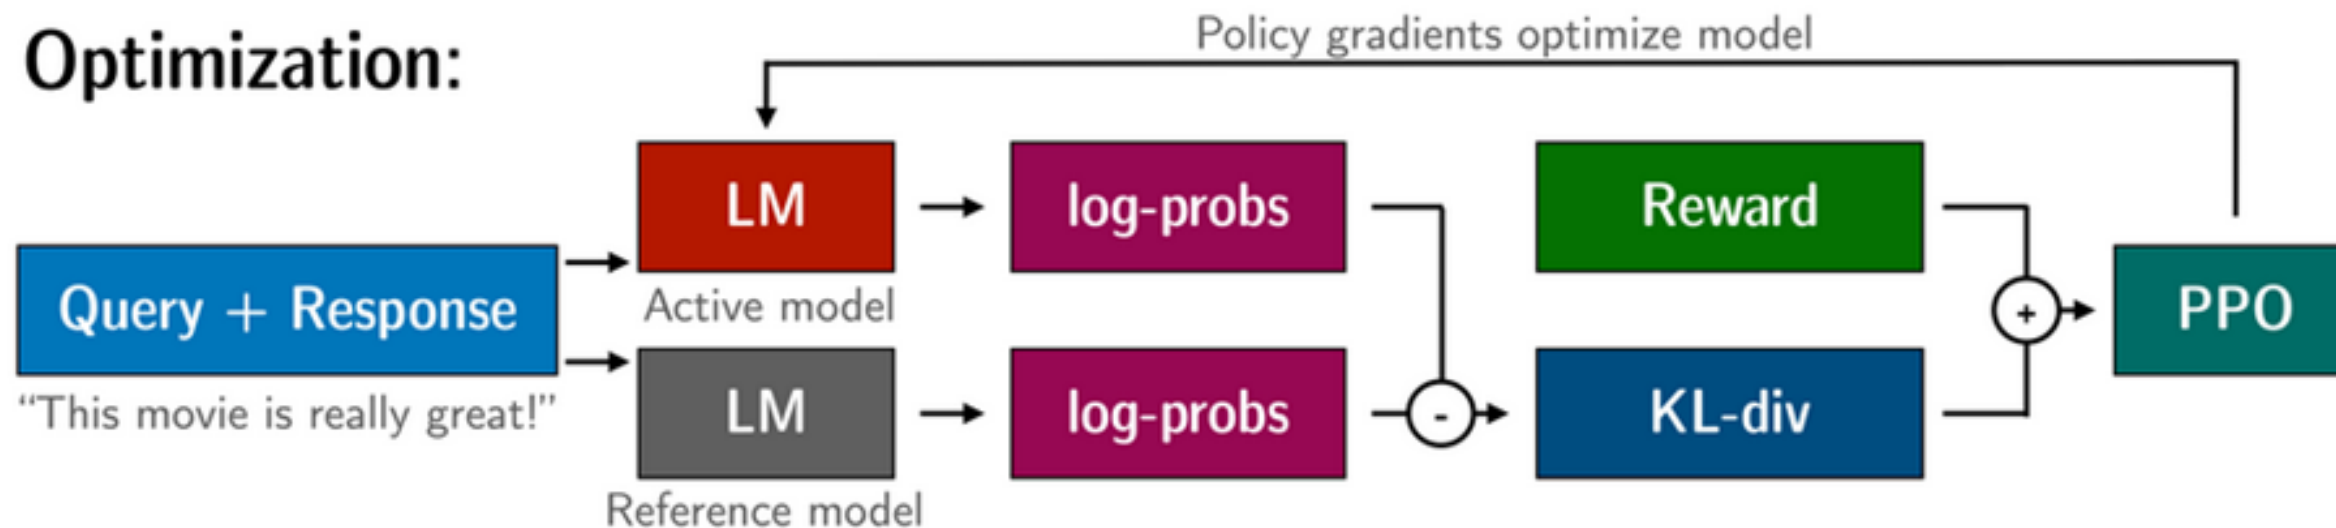 Optimization:
Policy gradients optimize model
LM
log-probs
Reward
Query + Response
Active model
+
PPO
"This movie is really great!"
LM
log-probs
-
KL-div
Reference model